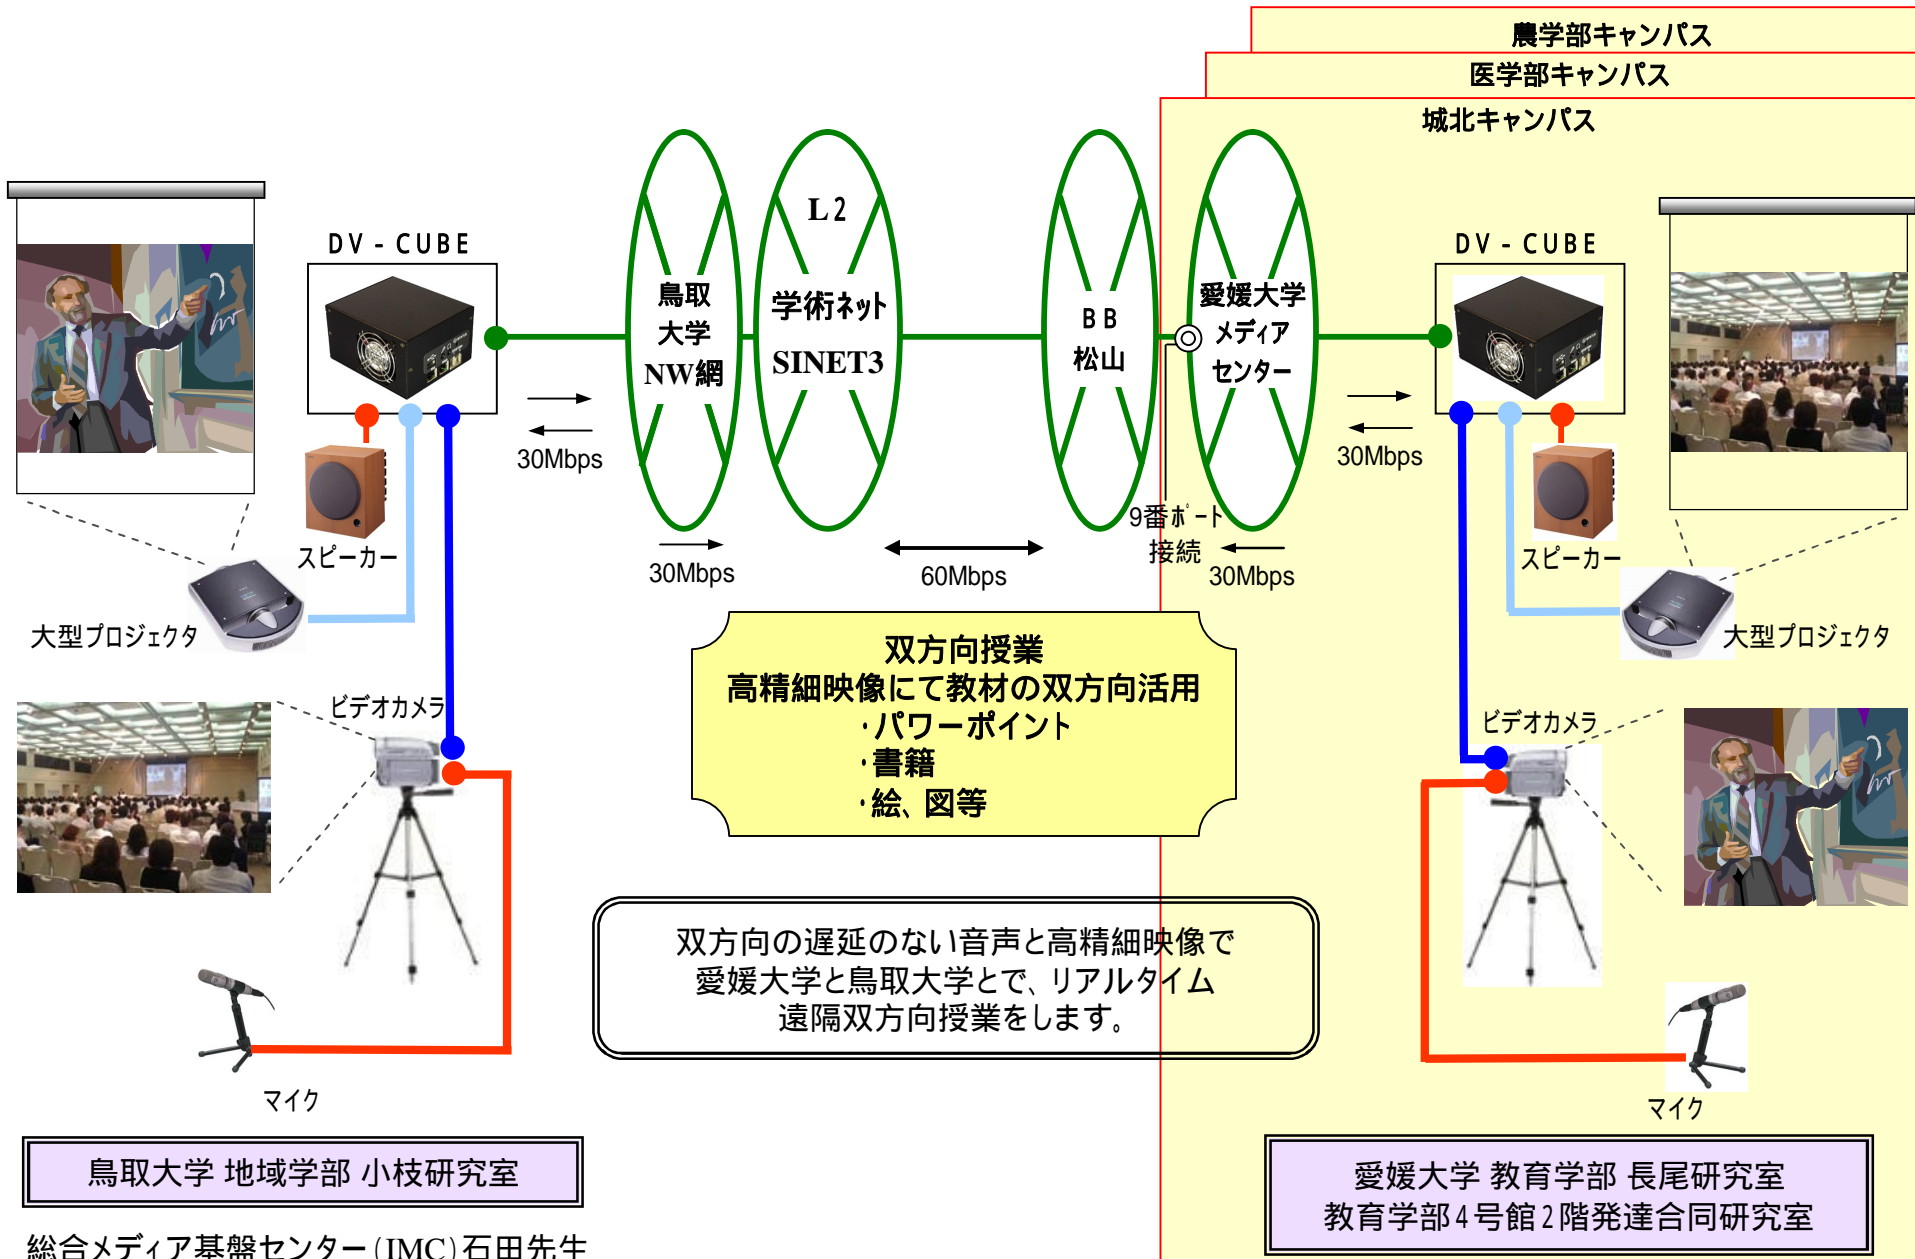 農学部キャンパス
医学部キャンパス
城北キャンパス
DV-CUBE
鳥取
大学
NW網
L2
学術ネット
SINET3
BB
松山
愛媛大学
メディア
センター
DV-CUBE
30Mbps
30Mbps
60Mbps
9番ポート
接続
30Mbps
30Mbps
スピーカー
大型プロジェクタ
スピーカー
大型プロジェクタ
双方向授業
高精細映像にて教材の双方向活用
・パワーポイント
・書籍
・絵、図等
ビデオカメラ
ビデオカメラ
双方向の遅延のない音声と高精細映像で
愛媛大学と鳥取大学とで、リアルタイム
遠隔双方向授業をします。
マイク
マイク
鳥取大学 地域学部 小枝研究室
総合メディア基盤センター(IMC)石田先生
愛媛大学 教育学部 長尾研究室
教育学部4号館2階発達合同研究室